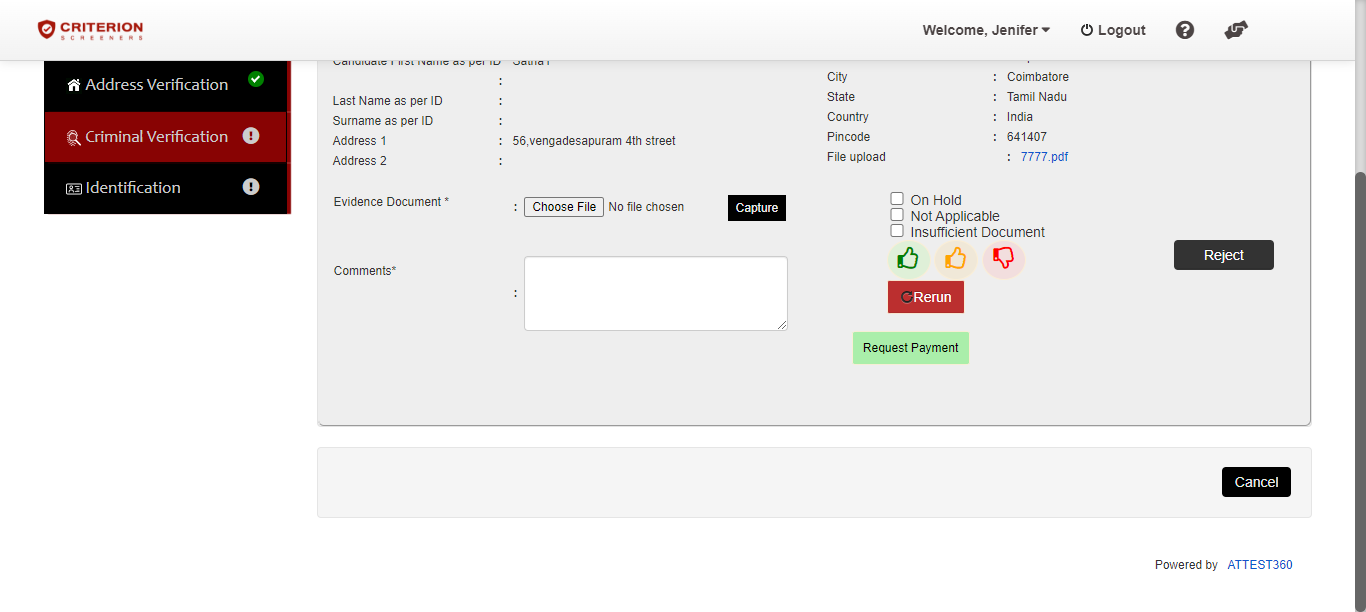 CRITERION
SCREENERS
Welcome, Jenifer
Logout
Address Verification
Criminal Verification
Identification
Candidate First Name as per ID
:
Last Name as per ID :
Surname as per ID :
Address 1 : 56,vengadesapuram 4th street
Address 2 :
City : Coimbatore
State : Tamil Nadu
Country : India
Pincode : 641407
File upload : 7777.pdf
Evidence Document * : Choose File No file chosen Capture
On Hold
Not Applicable
Insufficient Document
Reject
Comments* :
Rerun
Request Payment
Cancel
Powered by ATTEST360